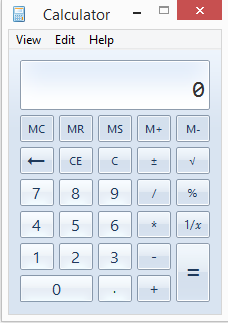 Calculator
View Edit Help
0
MC MR MS M+ M-
← CE C ± √
7 8 9 / %
4 5 6 * 1/x
1 2 3 - =
0 . +